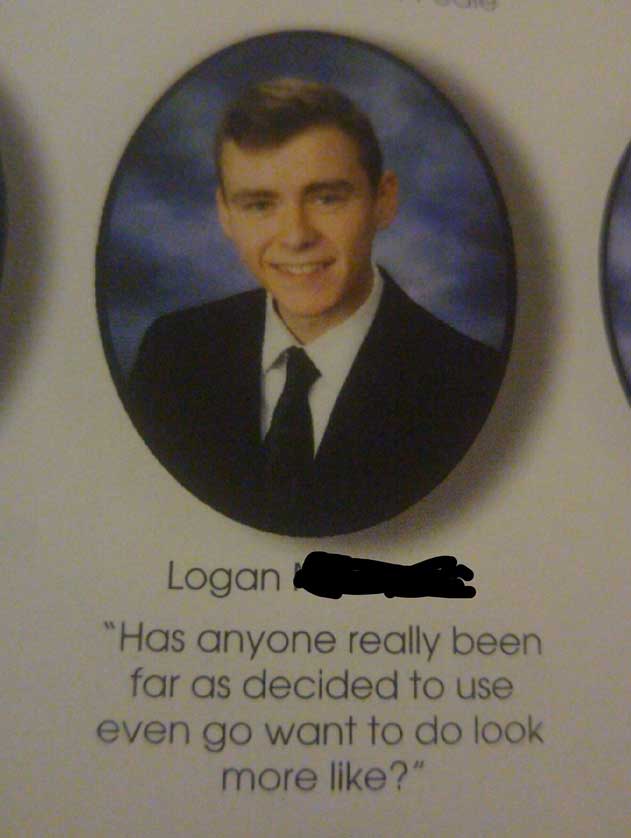 Logan
"Has anyone really been
far as decided to use
even go want to do look
more like?"